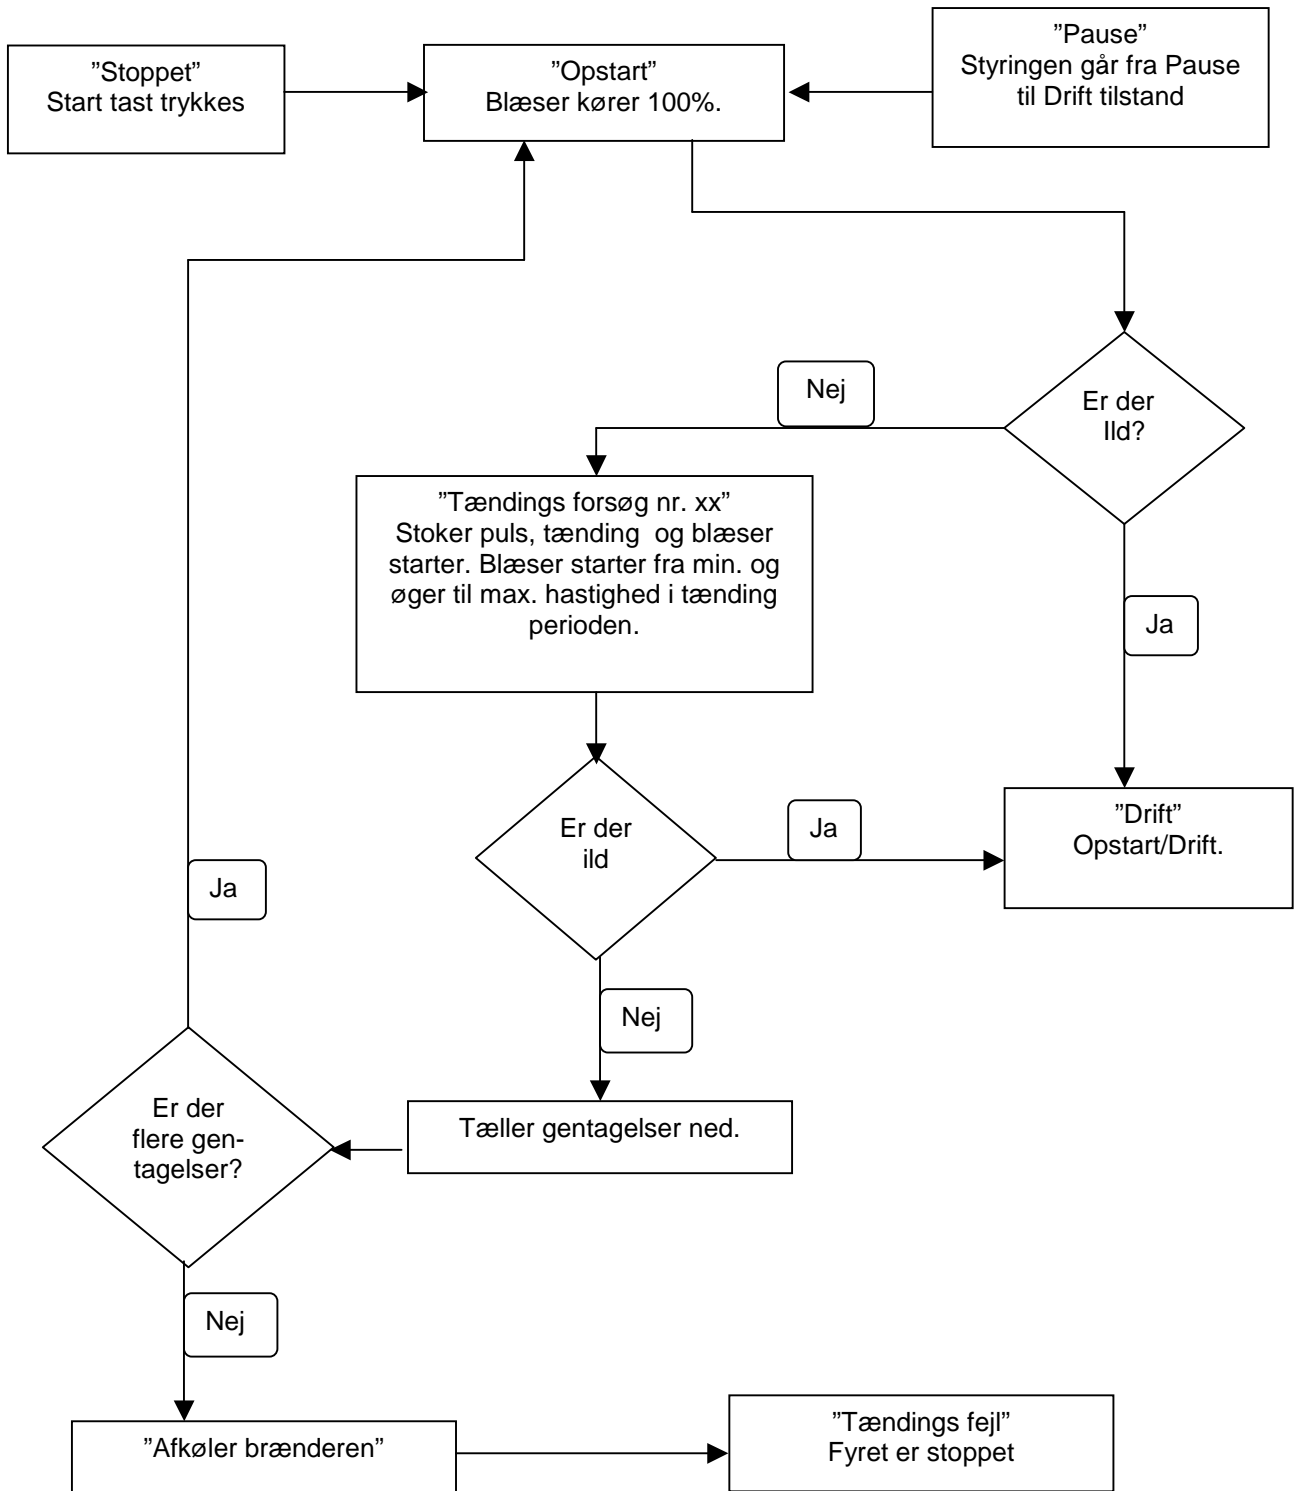 ”Stoppet”
Start tast trykkes
”Opstart”
Blæser kører 100%.
”Pause”
Styringen går fra Pause
til Drift tilstand
Er der
Ild?
Nej
”Tændings forsøg nr. xx”
Stoker puls, tænding  og blæser
starter. Blæser starter fra min. og
øger til max. hastighed i tænding
perioden.
Ja
”Drift”
Opstart/Drift.
Er der
ild
Ja
Nej
Tæller gentagelser ned.
Er der
flere gen-
tagelser?
Ja
Nej
”Afkøler brænderen”
”Tændings fejl”
Fyret er stoppet